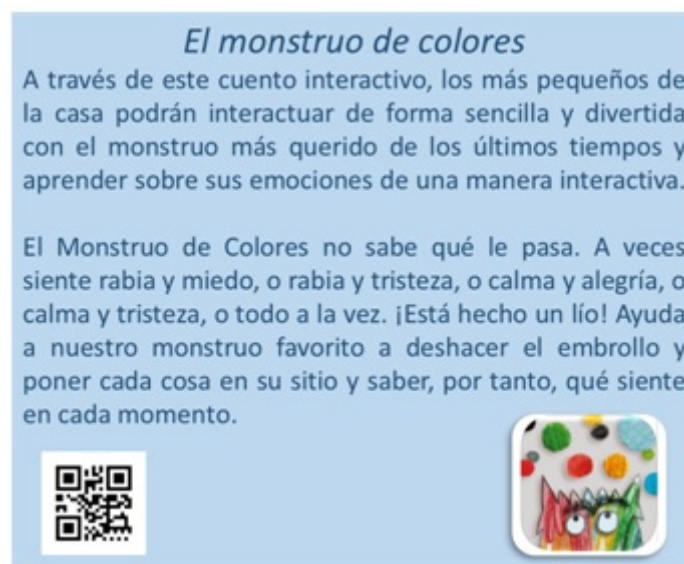 El monstruo de colores
A través de este cuento interactivo, los más pequeños de
la casa podrán interactuar de forma sencilla y divertida
con el monstruo más querido de los últimos tiempos y
aprender sobre sus emociones de una manera interactiva.
El Monstruo de Colores no sabe qué le pasa. A veces
siente rabia y miedo, o rabia y tristeza, o calma y alegría, o
calma y tristeza, o todo a la vez. ¡Está hecho un lío! Ayuda
a nuestro monstruo favorito a deshacer el embrollo y
poner cada cosa en su sitio y saber, por tanto, qué siente
en cada momento.